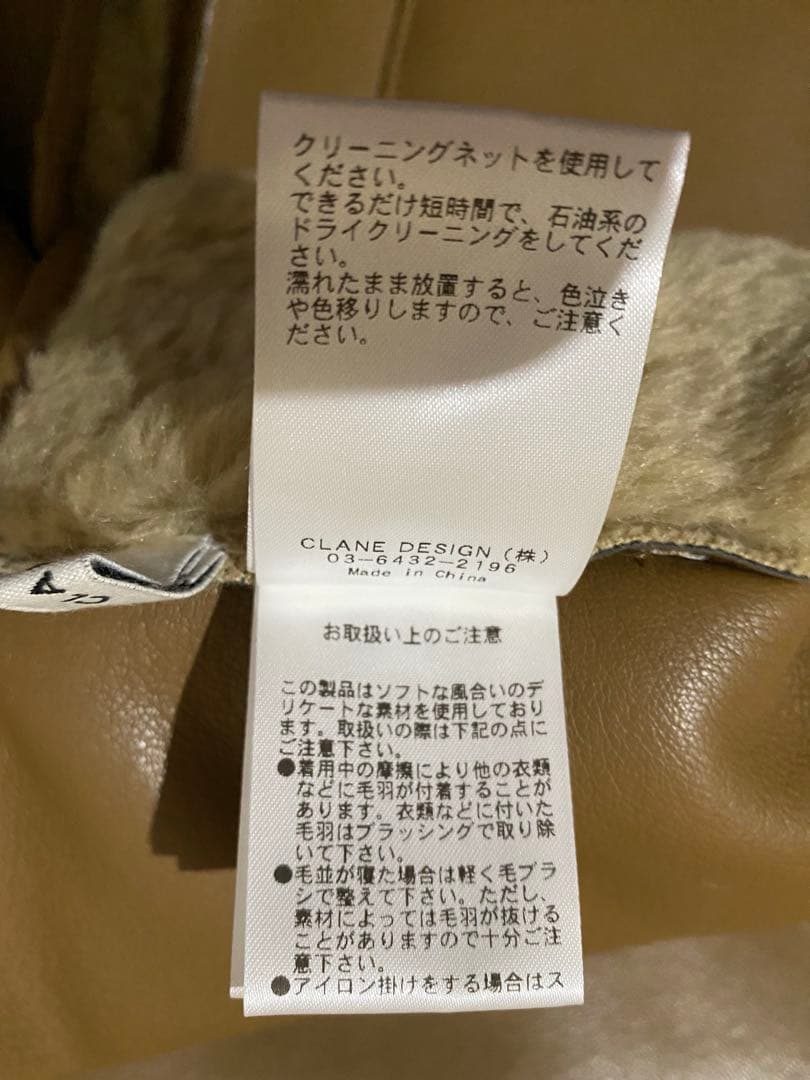 クリーニングネットを使用して
ください。
できるだけ短時間で、石油系の
ドライクリーニングをしてくだ
さい。
濡れたまま放置すると、色泣き
や色移りしますので、ご注意く
ださい。
CLANE DESIGN (株)
03-6432-2196
Made in China
CLA
お取扱い上のご注意
この製品はソフトな風合いのデ
リケートな素材を使用しており
ます。取扱いの際は下記の点に
ご注意下さい。
●着用中の摩擦により他の衣類
などに毛羽が付着することが
あります。衣類などに付いた
毛羽はブラッシングで取り除
いて下さい。
●毛並が寝た場合は軽く毛ブラ
シで整えて下さい。ただし、
素材によっては毛羽が抜ける
ことがありますので十分ご注
意下さい。
●アイロン掛けをする場合はス